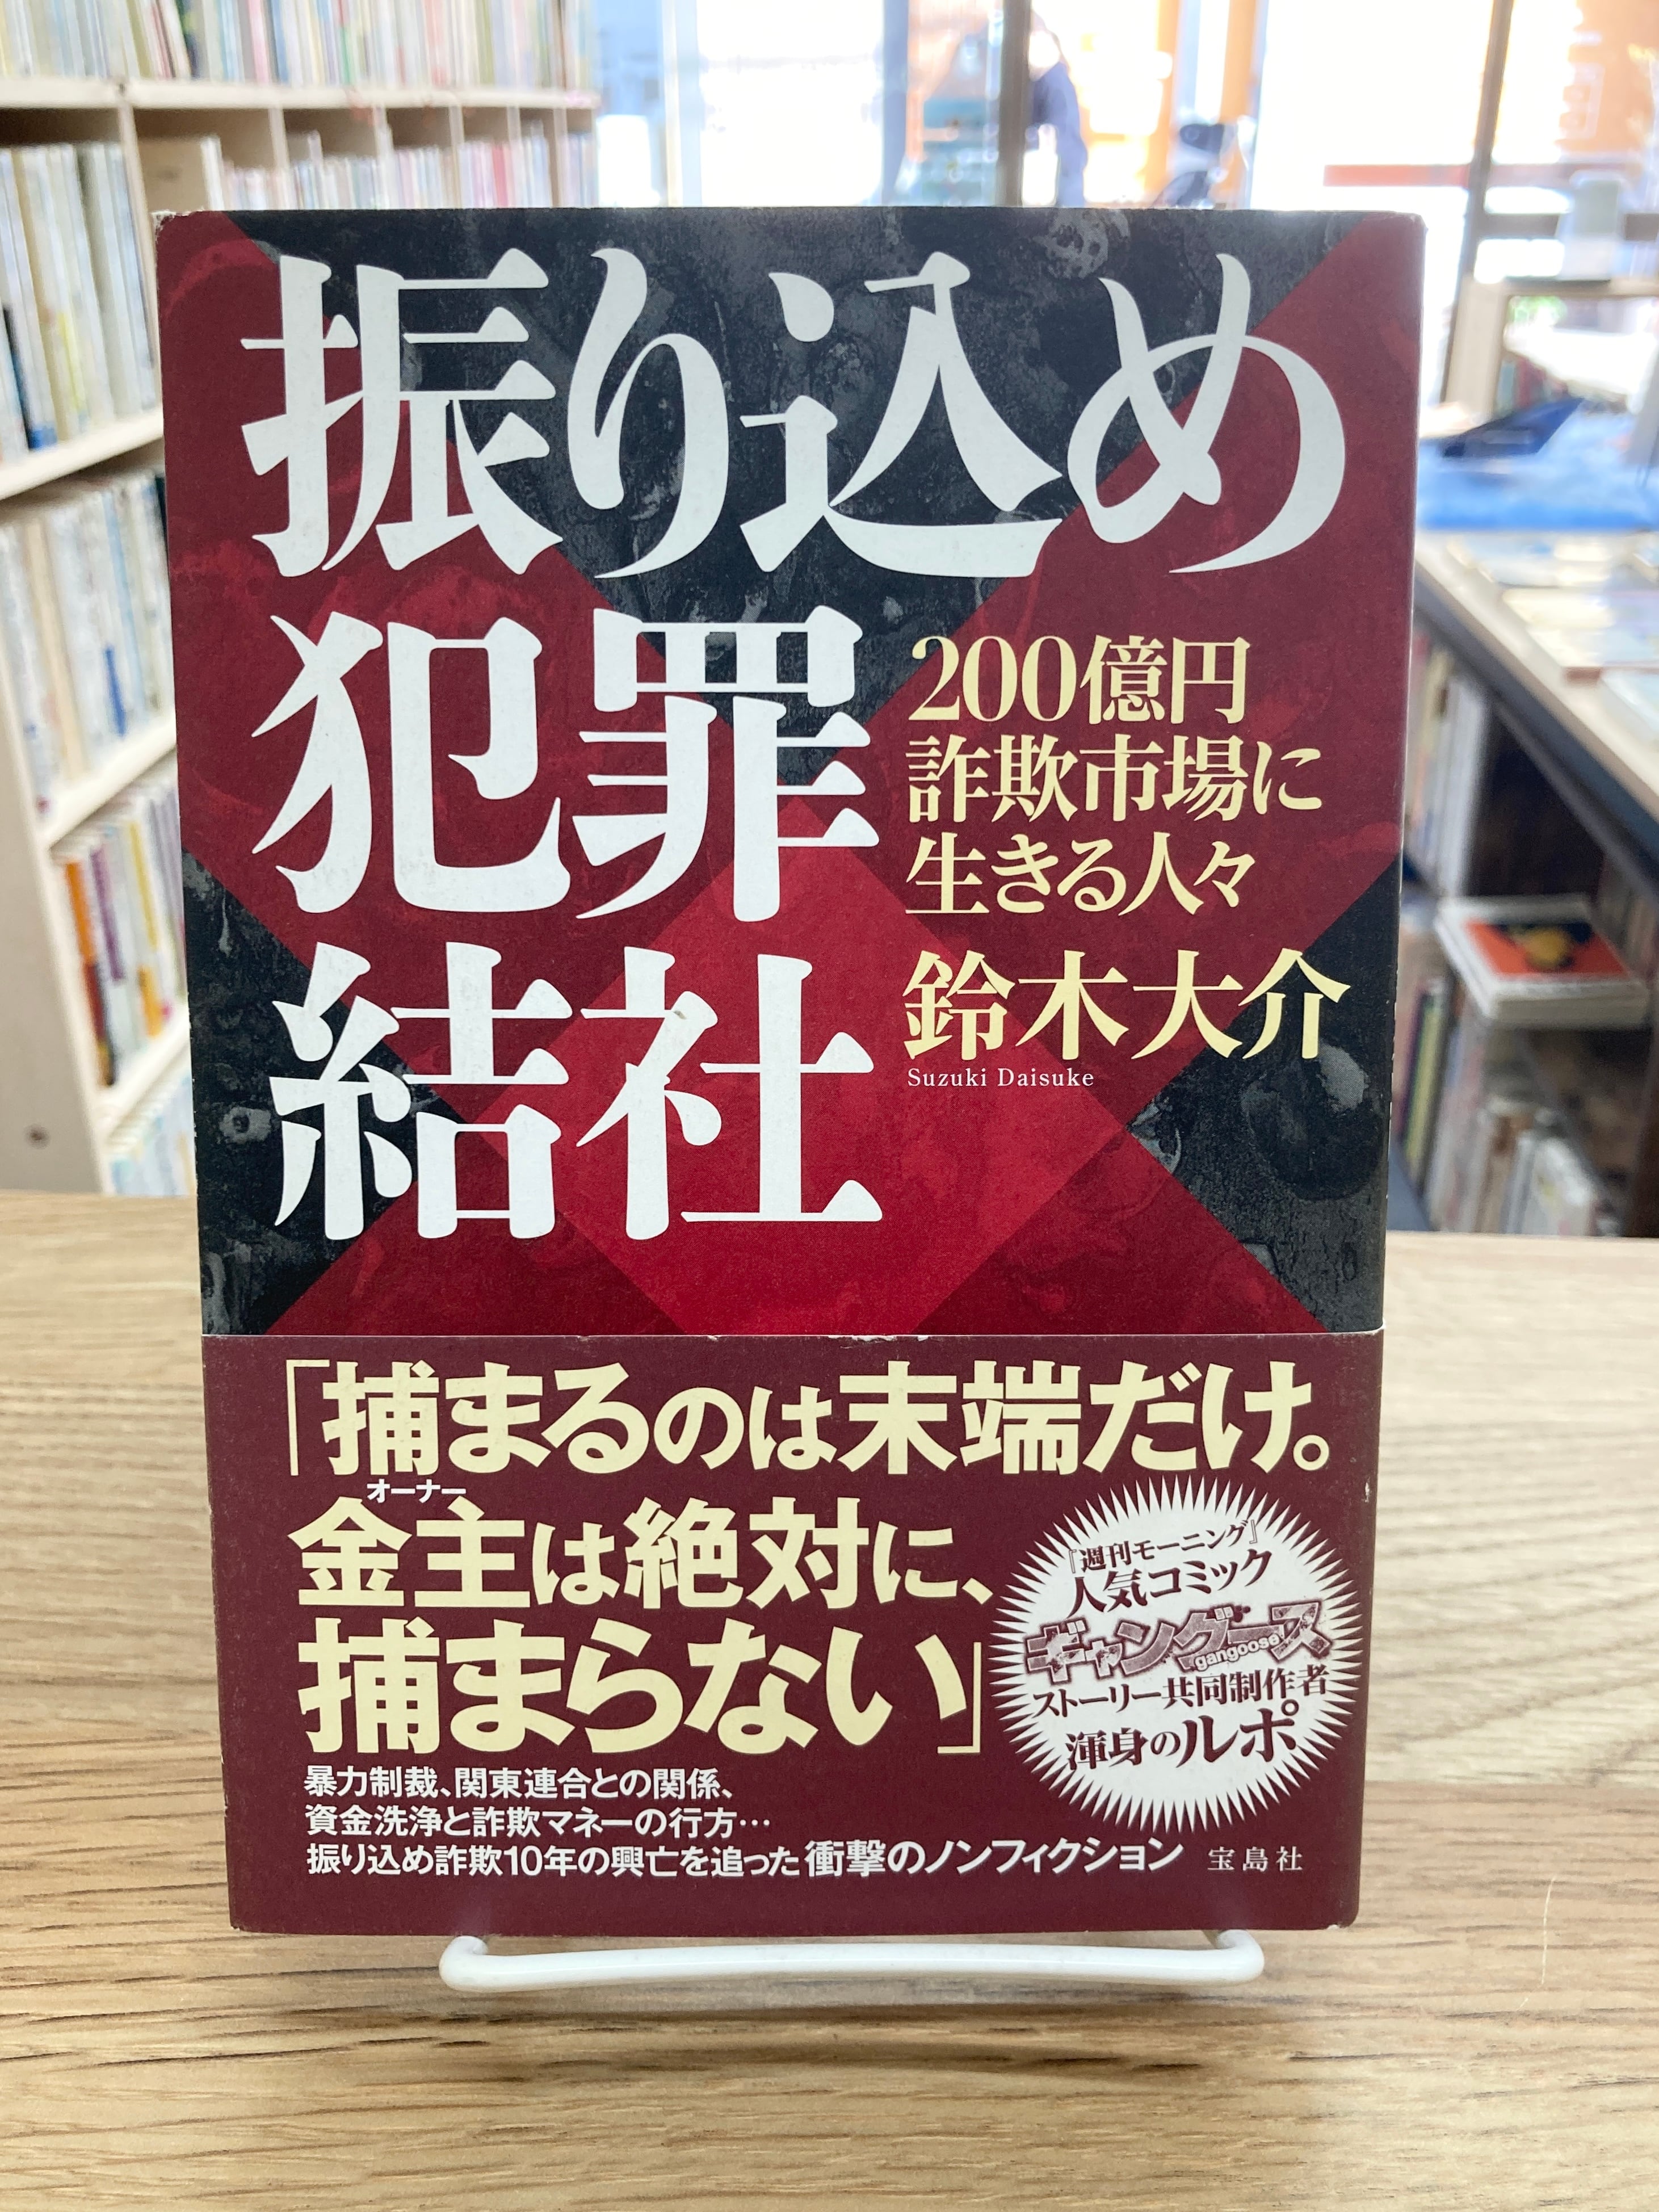 振り込め
犯罪
結社
200億円
詐欺市場に
生きる人々
鈴木大介
Suzuki Daisuke
「捕まるのは末端だけ。
オーナー
金主は絶対に、
捕まらない」
『週刊モーニング』
人気コミック
ギャングース
gangoose
ストーリー共同制作者
渾身のルポ。
暴力制裁、関東連合との関係、
資金洗浄と詐欺マネーの行方…
振り込め詐欺10年の興亡を追った衝撃のノンフィクション
宝島社